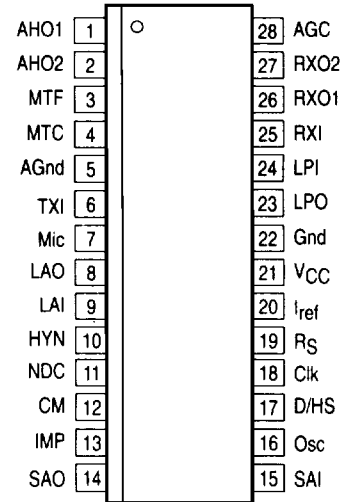 AHO1 1 28 AGC
AHO2 2 27 RXO2
MTF 3 26 RXO1
MTC 4 25 RXI
AGnd 5 24 LPI
TXI 6 23 LPO
Mic 7 22 Gnd
LAO 8 21 VCC
LAI 9 20 Iref
HYN 10 19 RS
NDC 11 18 Clk
CM 12 17 D/HS
IMP 13 16 Osc
SAO 14 15 SAI